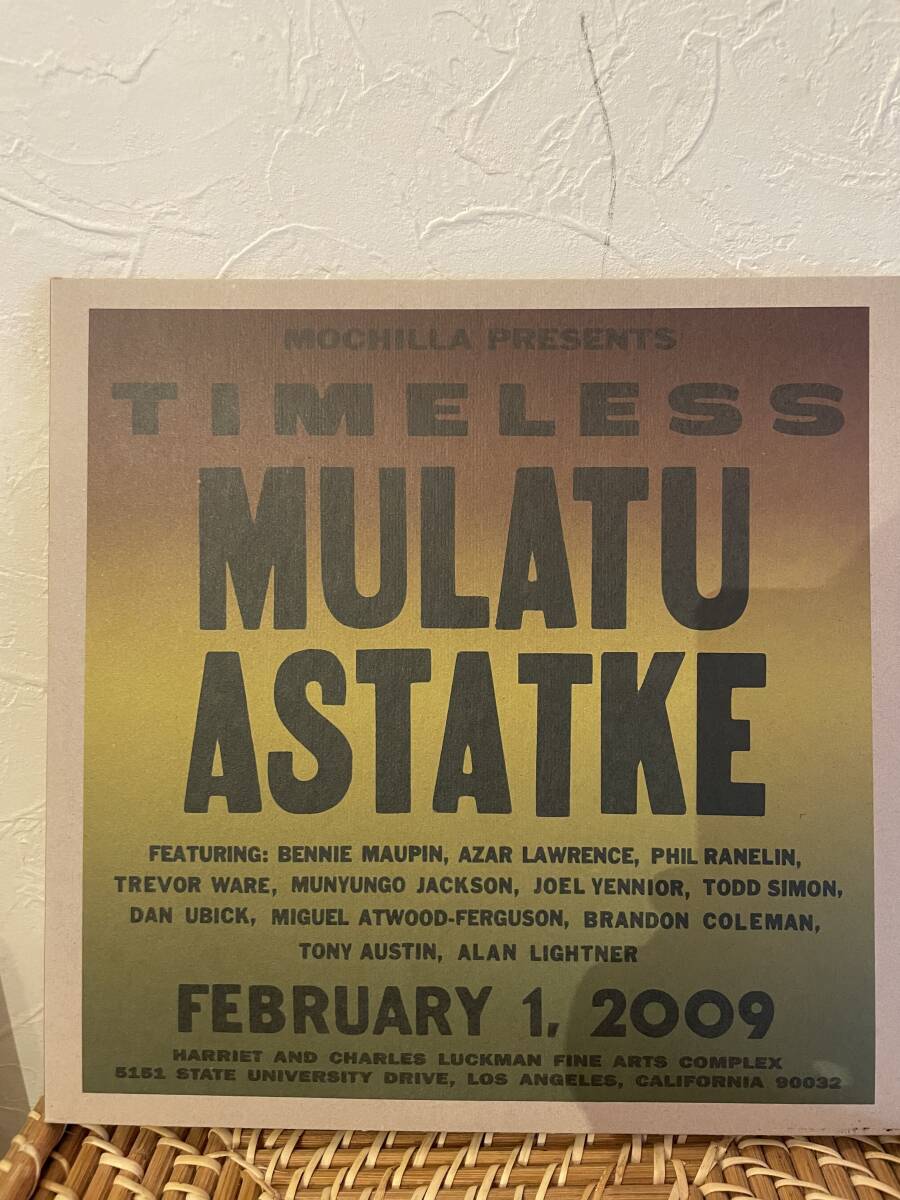 MOCHILLA PRESENTS
TIMELESS
MULATU
ASTATKE
FEATURING: BENNIE MAUPIN, AZAR LAWRENCE, PHIL RANELIN,
TREVOR WARE, MUNYUNGO JACKSON, JOEL YENNIOR, TODD SIMON,
DAN UBICK, MIGUEL ATWOOD-FERGUSON, BRANDON COLEMAN,
TONY AUSTIN, ALAN LIGHTNER
FEBRUARY 1, 2009
HARRIET AND CHARLES LUCKMAN FINE ARTS COMPLEX
5151 STATE UNIVERSITY DRIVE, LOS ANGELES, CALIFORNIA 90032